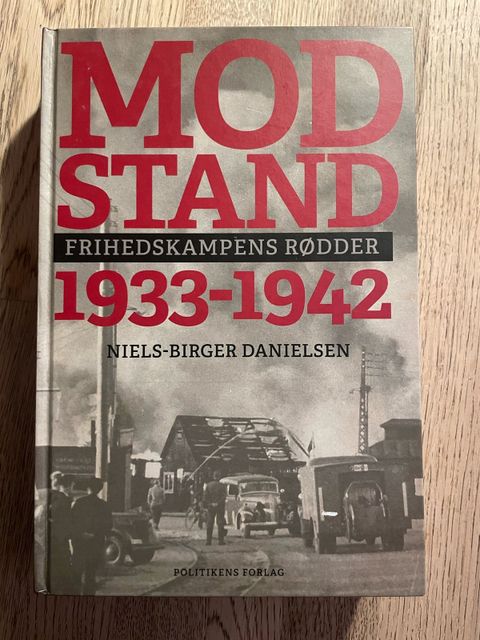 MOD
STAND
FRIHEDSKAMPENS RØDDER
1933-1942
NIELS-BIRGER DANIELSEN
POLITIKENS FORLAG